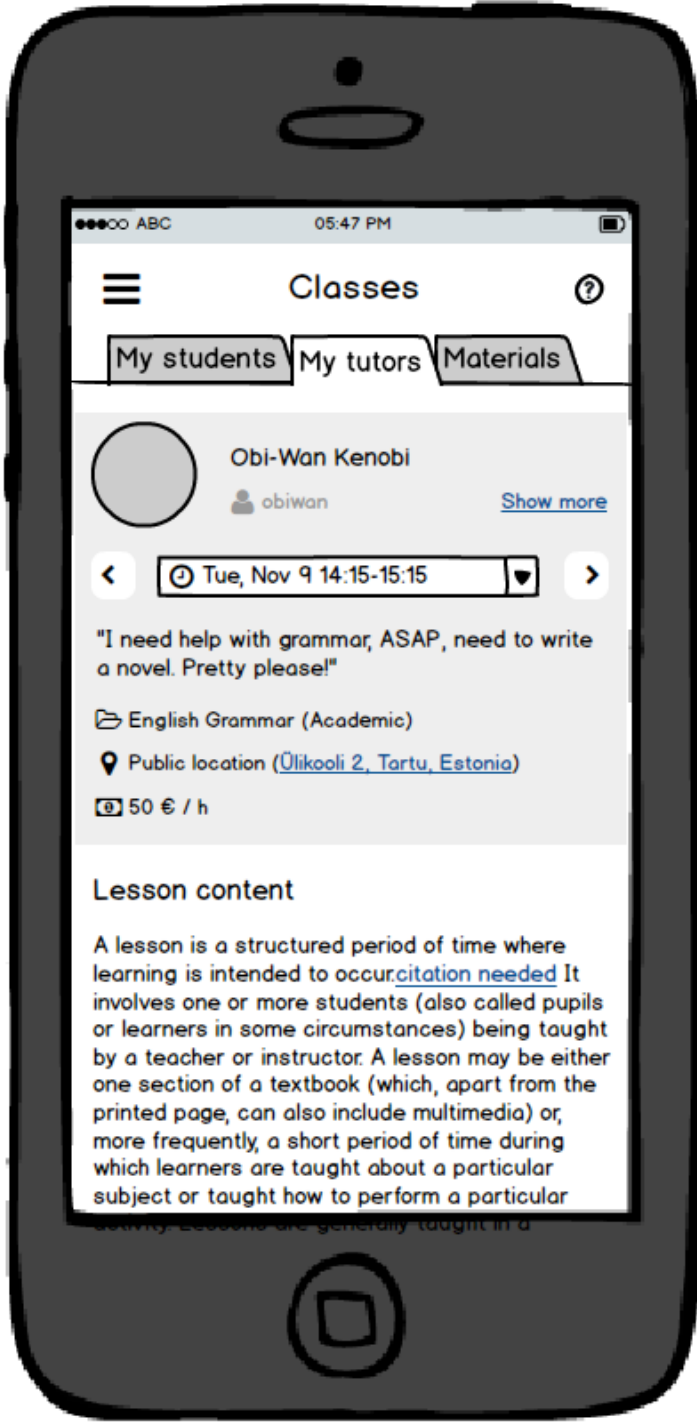 ABC 05:47 PM
Classes
My students My tutors Materials
Obi-Wan Kenobi
obiwan Show more
Tue, Nov 9 14:15-15:15
"I need help with grammar, ASAP, need to write
a novel. Pretty please!"
English Grammar (Academic)
Public location (Ülikooli 2, Tartu, Estonia)
50 € / h
Lesson content
A lesson is a structured period of time where
learning is intended to occur.citation needed It
involves one or more students (also called pupils
or learners in some circumstances) being taught
by a teacher or instructor. A lesson may be either
one section of a textbook (which, apart from the
printed page, can also include multimedia) or,
more frequently, a short period of time during
which learners are taught about a particular
subject or taught how to perform a particular
activity. Lessons are generally taught in a